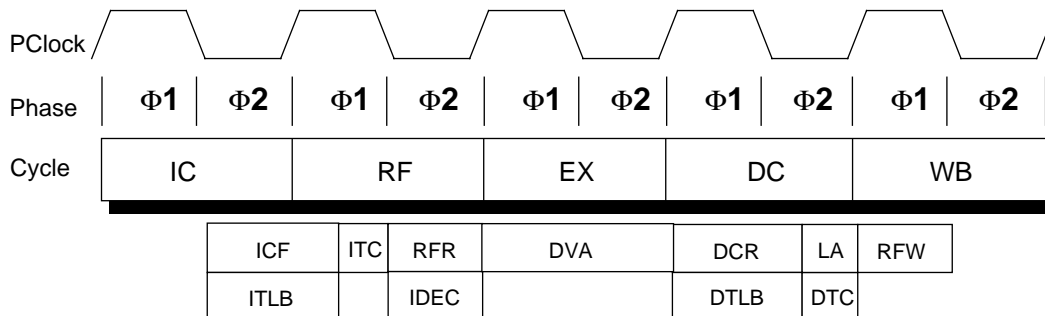 PClock
Phase Φ1 Φ2 Φ1 Φ2 Φ1 Φ2 Φ1 Φ2 Φ1 Φ2
Cycle IC RF EX DC WB
ICF ITC RFR DVA DCR LA RFW
ITLB IDEC DTLB DTC